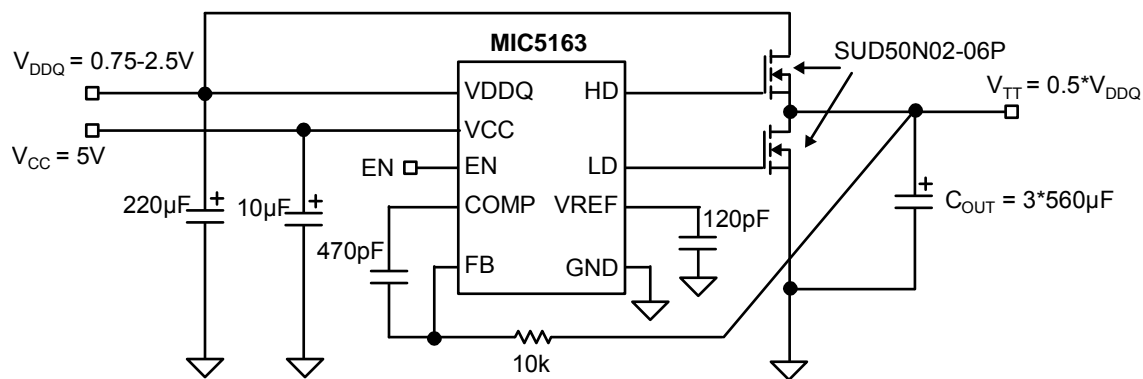 MIC5163
SUD50N02-06P
V_DDQ = 0.75-2.5V
V_TT = 0.5*V_DDQ
VDDQ
HD
VCC
V_CC = 5V
EN
EN
LD
220µF
+
10µF
+
COMP
VREF
120pF
+
C_OUT = 3*560µF
470pF
FB
GND
10k